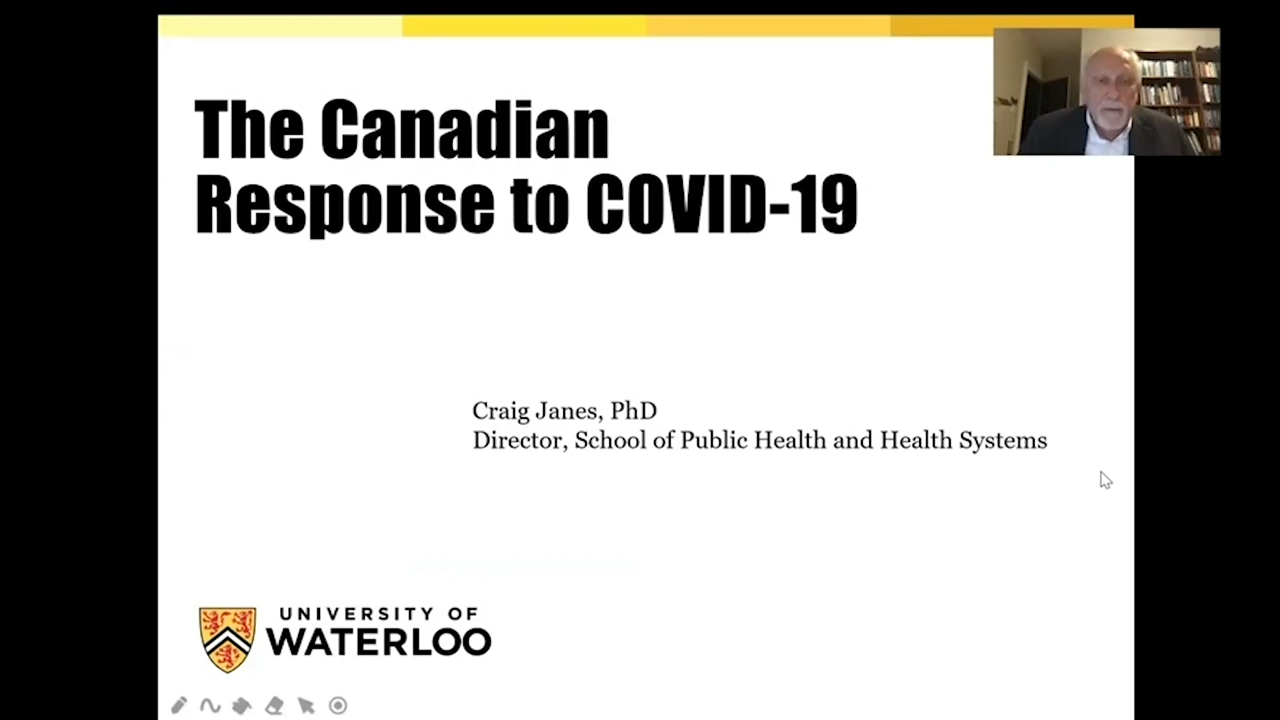 The Canadian
Response to COVID-19
Craig Janes, PhD
Director, School of Public Health and Health Systems
UNIVERSITY OF
WATERLOO